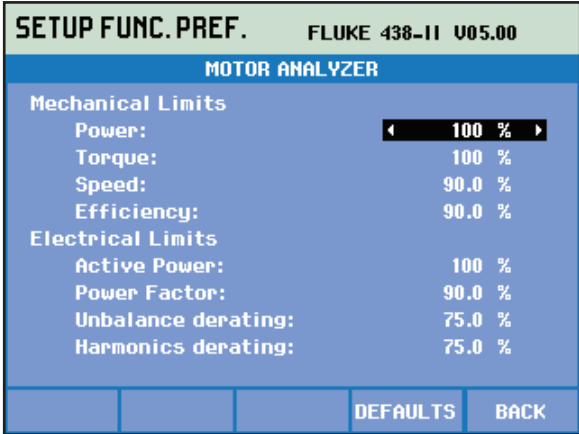 SETUP FUNC. PREF. FLUKE 438-II V05.00
MOTOR ANALYZER
Mechanical Limits
Power: 100 %
Torque: 100 %
Speed: 90.0 %
Efficiency: 90.0 %
Electrical Limits
Active Power: 100 %
Power Factor: 90.0 %
Unbalance derating: 75.0 %
Harmonics derating: 75.0 %
DEFAULTS BACK